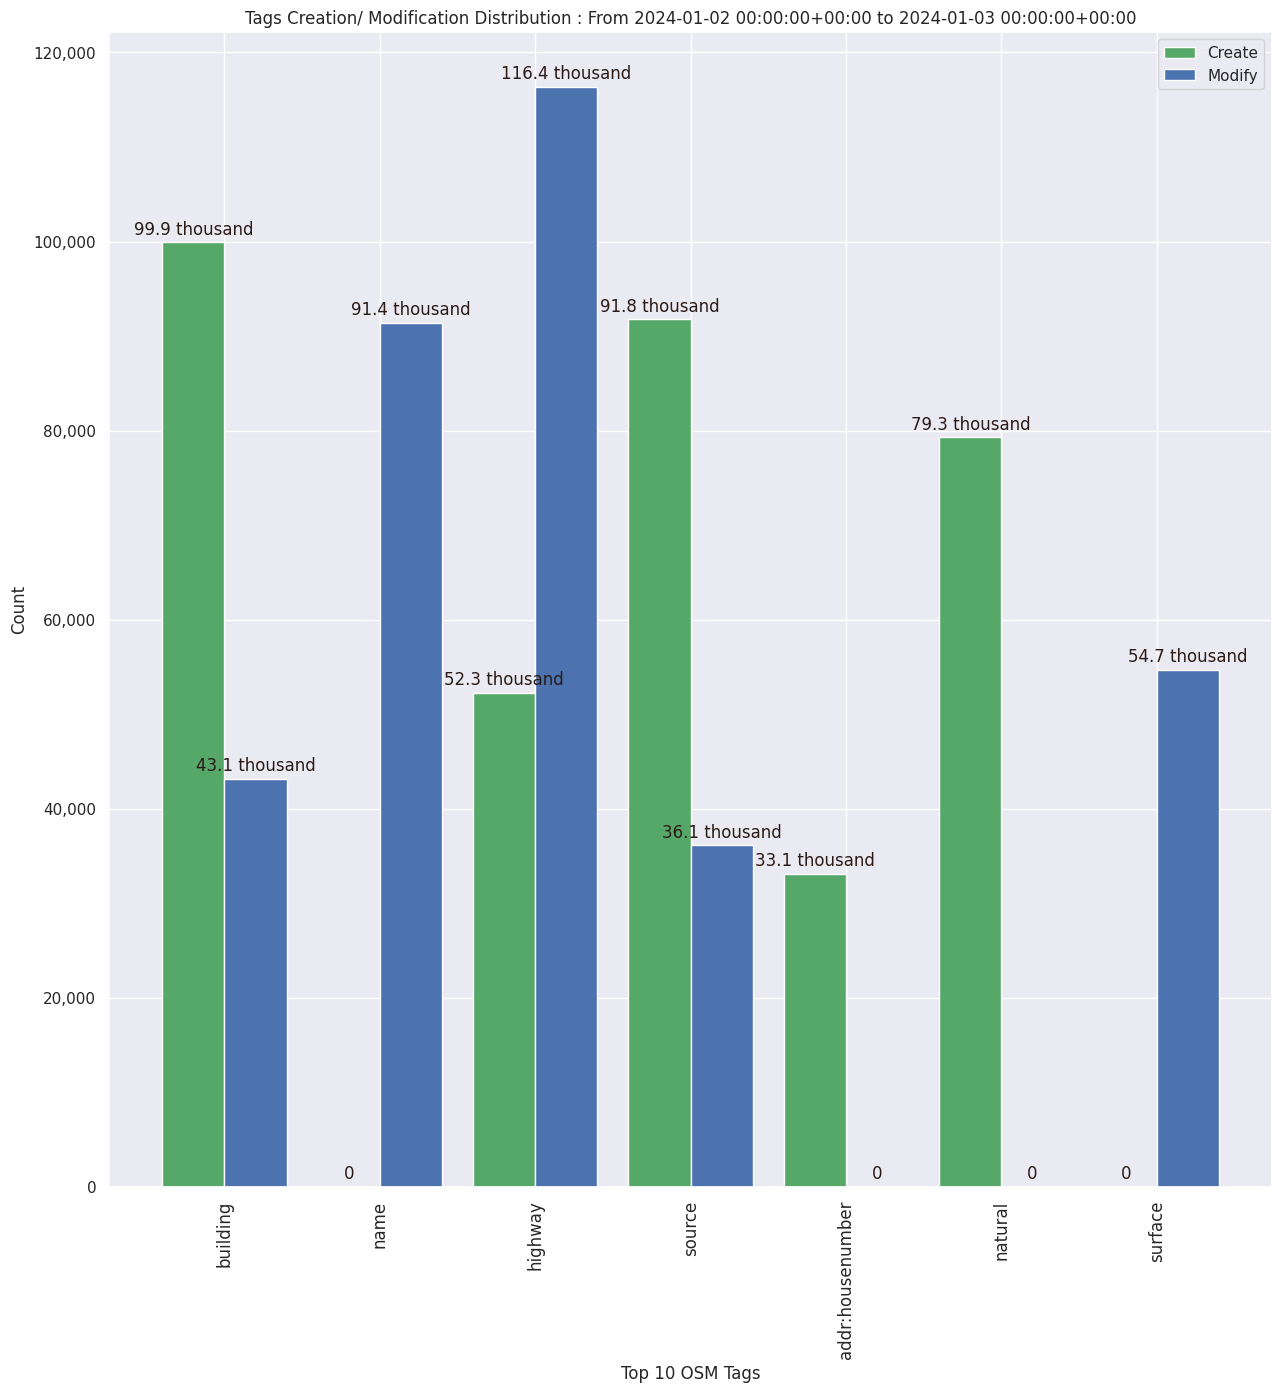 Tags Creation/ Modification Distribution : From 2024-01-02 00:00:00+00:00 to 2024-01-03 00:00:00+00:00
Create
Modify
120,000
100,000
80,000
60,000
40,000
20,000
0
Count
99.9 thousand
43.1 thousand
0
91.4 thousand
52.3 thousand
116.4 thousand
91.8 thousand
36.1 thousand
33.1 thousand
0
79.3 thousand
0
0
54.7 thousand
building
name
highway
source
addr:housenumber
natural
surface
Top 10 OSM Tags